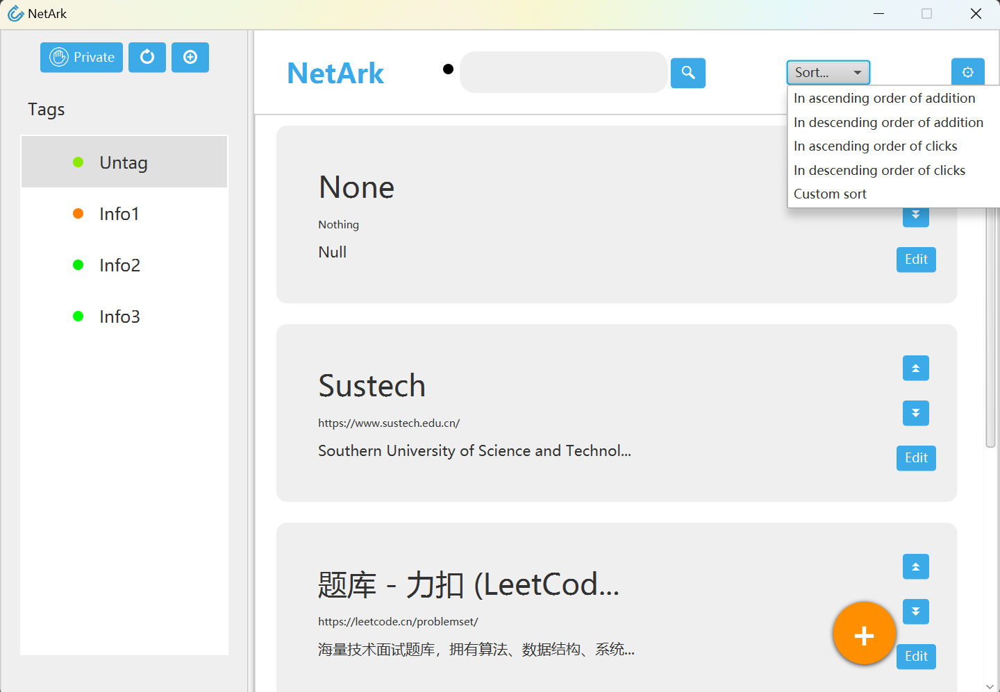 NetArk
Private
Tags
Untag
Info1
Info2
Info3
NetArk
Sort...
In ascending order of addition
In descending order of addition
In ascending order of clicks
In descending order of clicks
Custom sort
None
Nothing
Null
Edit
Sustech
https://www.sustech.edu.cn/
Southern University of Science and Technol...
Edit
题库 - 力扣 (LeetCod...
https://leetcode.cn/problemset/
海量技术面试题库，拥有算法、数据结构、系统...
Edit